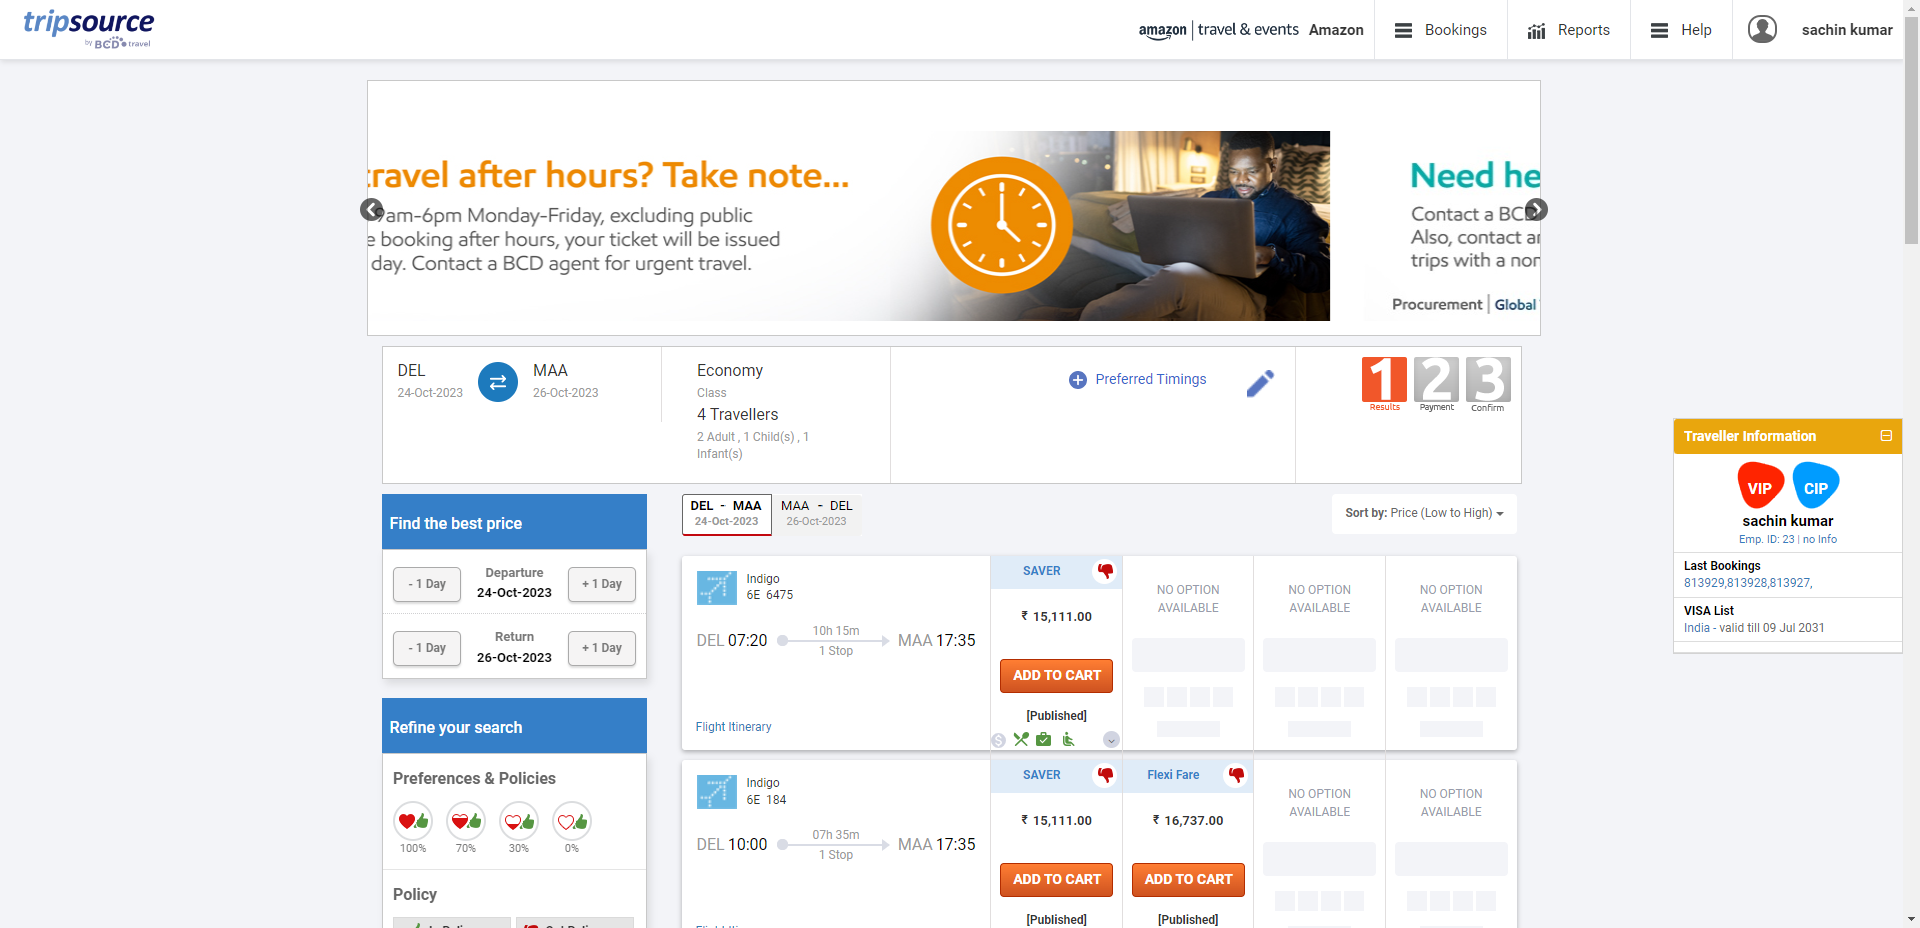 tripsource
by BCD travel
amazon | travel & events Amazon
Bookings
Reports
Help
sachin kumar
travel after hours? Take note...
9am-6pm Monday-Friday, excluding public
e booking after hours, your ticket will be issued
day. Contact a BCD agent for urgent travel.
Need he
Contact a BCD
Also, contact
trips with a
Procurement | Global
DEL
24-Oct-2023
MAA
26-Oct-2023
Economy
Class
4 Travellers
2 Adult , 1 Child(s) , 1
Infant(s)
Preferred Timings
1 2 3
Results Payment Confirm
Traveller Information
VIP CIP
sachin kumar
Emp. ID: 23 | no Info
Last Bookings
813929,813928,813927,
VISA List
India - valid till 09 Jul 2031
Find the best price
- 1 Day
Departure
24-Oct-2023
+ 1 Day
- 1 Day
Return
26-Oct-2023
+ 1 Day
Refine your search
Preferences & Policies
100% 70% 30% 0%
Policy
DEL - MAA
24-Oct-2023
MAA - DEL
26-Oct-2023
Sort by: Price (Low to High)
Indigo
6E 6475
DEL 07:20
10h 15m
1 Stop
MAA 17:35
Flight Itinerary
SAVER
₹ 15,111.00
ADD TO CART
[Published]
NO OPTION
AVAILABLE
NO OPTION
AVAILABLE
NO OPTION
AVAILABLE
Indigo
6E 184
DEL 10:00
07h 35m
1 Stop
MAA 17:35
SAVER
₹ 15,111.00
ADD TO CART
[Published]
Flexi Fare
₹ 16,737.00
ADD TO CART
[Published]
NO OPTION
AVAILABLE
NO OPTION
AVAILABLE